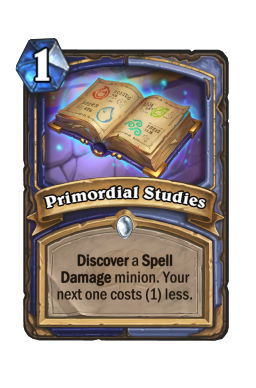 1
Primordial Studies
Discover a Spell
Damage minion. Your
next one costs (1) less.